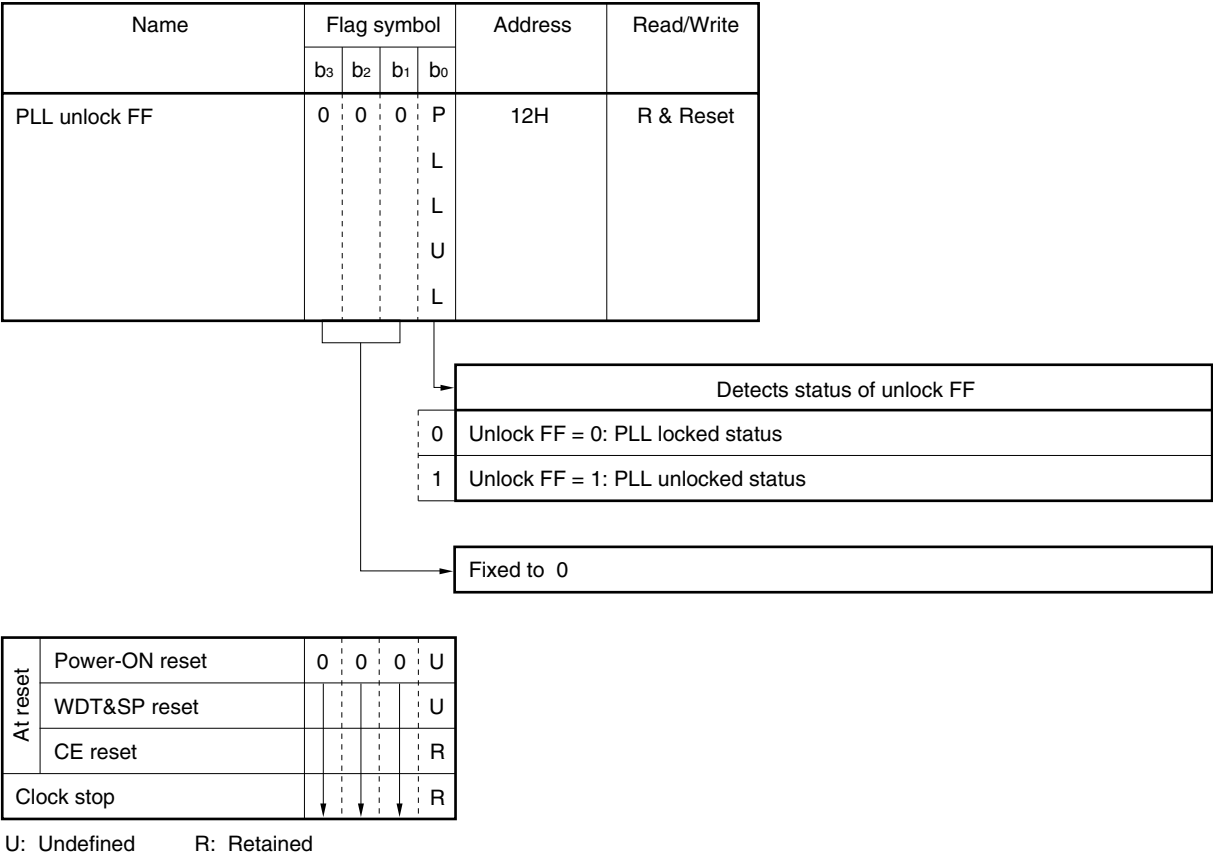 Name Flag symbol Address Read/Write
b3 b2 b1 b0
PLL unlock FF 0 0 0 P 12H R & Reset
L
L
U
L
Detects status of unlock FF
0 Unlock FF = 0: PLL locked status
1 Unlock FF = 1: PLL unlocked status
Fixed to 0
At reset
Power-ON reset 0 0 0 U
WDT&SP reset U
CE reset R
Clock stop R
U: Undefined R: Retained